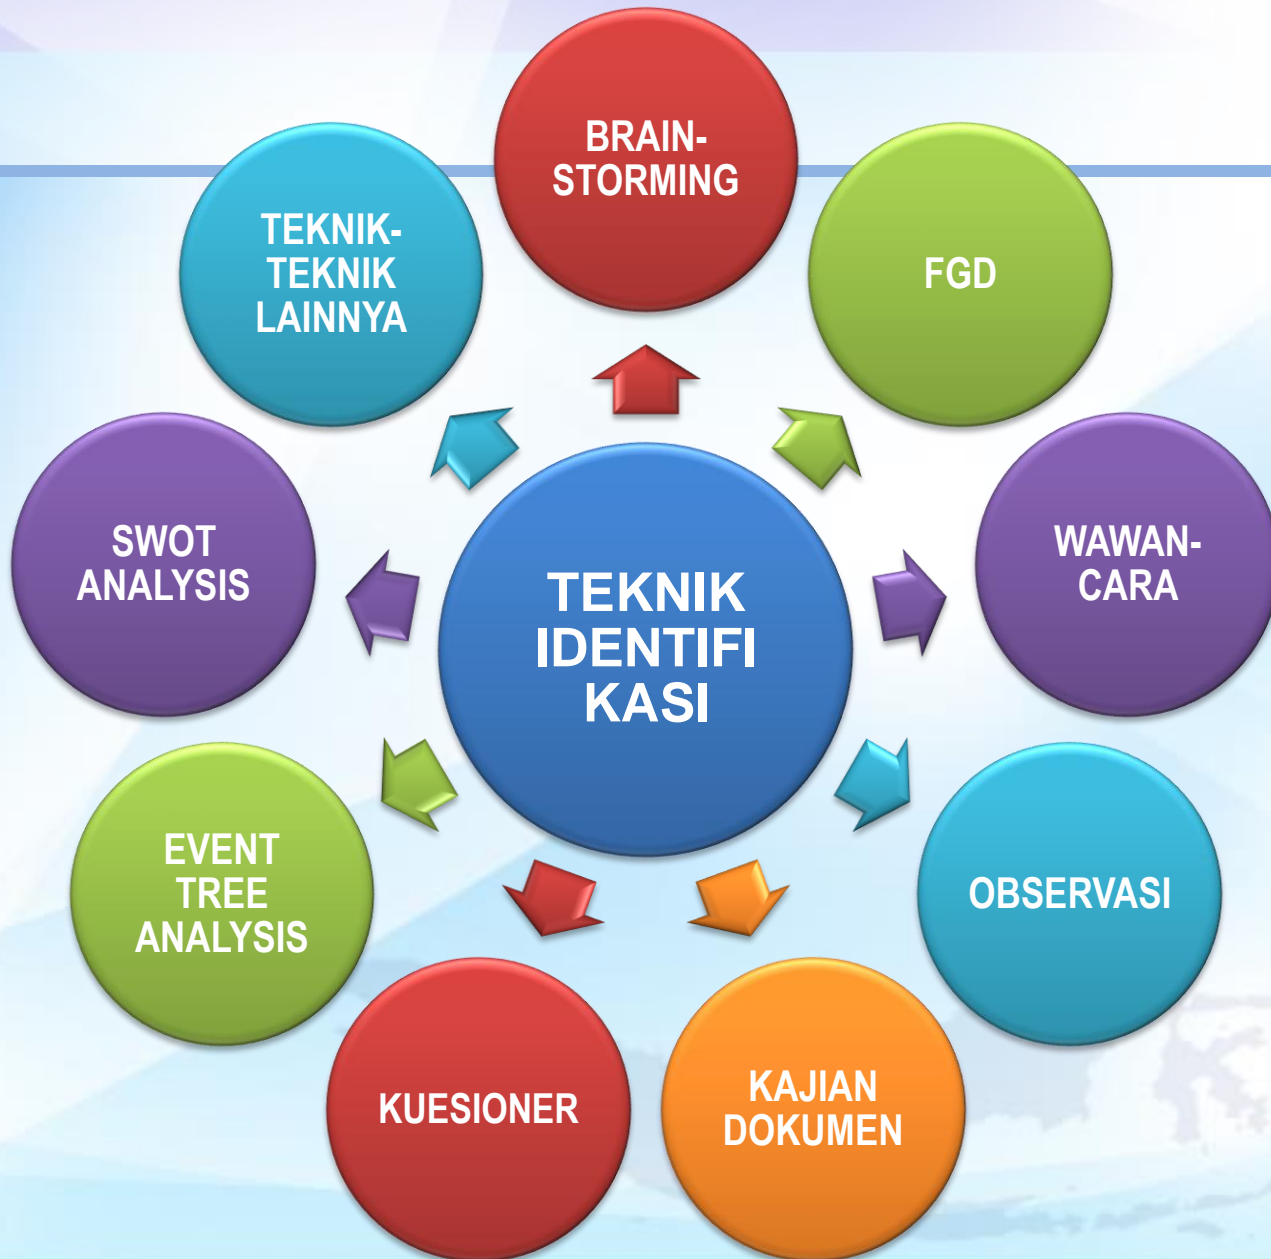 BRAIN-
STORMING
FGD
WAWAN-
CARA
OBSERVASI
KAJIAN
DOKUMEN
KUESIONER
EVENT
TREE
ANALYSIS
SWOT
ANALYSIS
TEKNIK-
TEKNIK
LAINNYA
TEKNIK
IDENTIFI
KASI